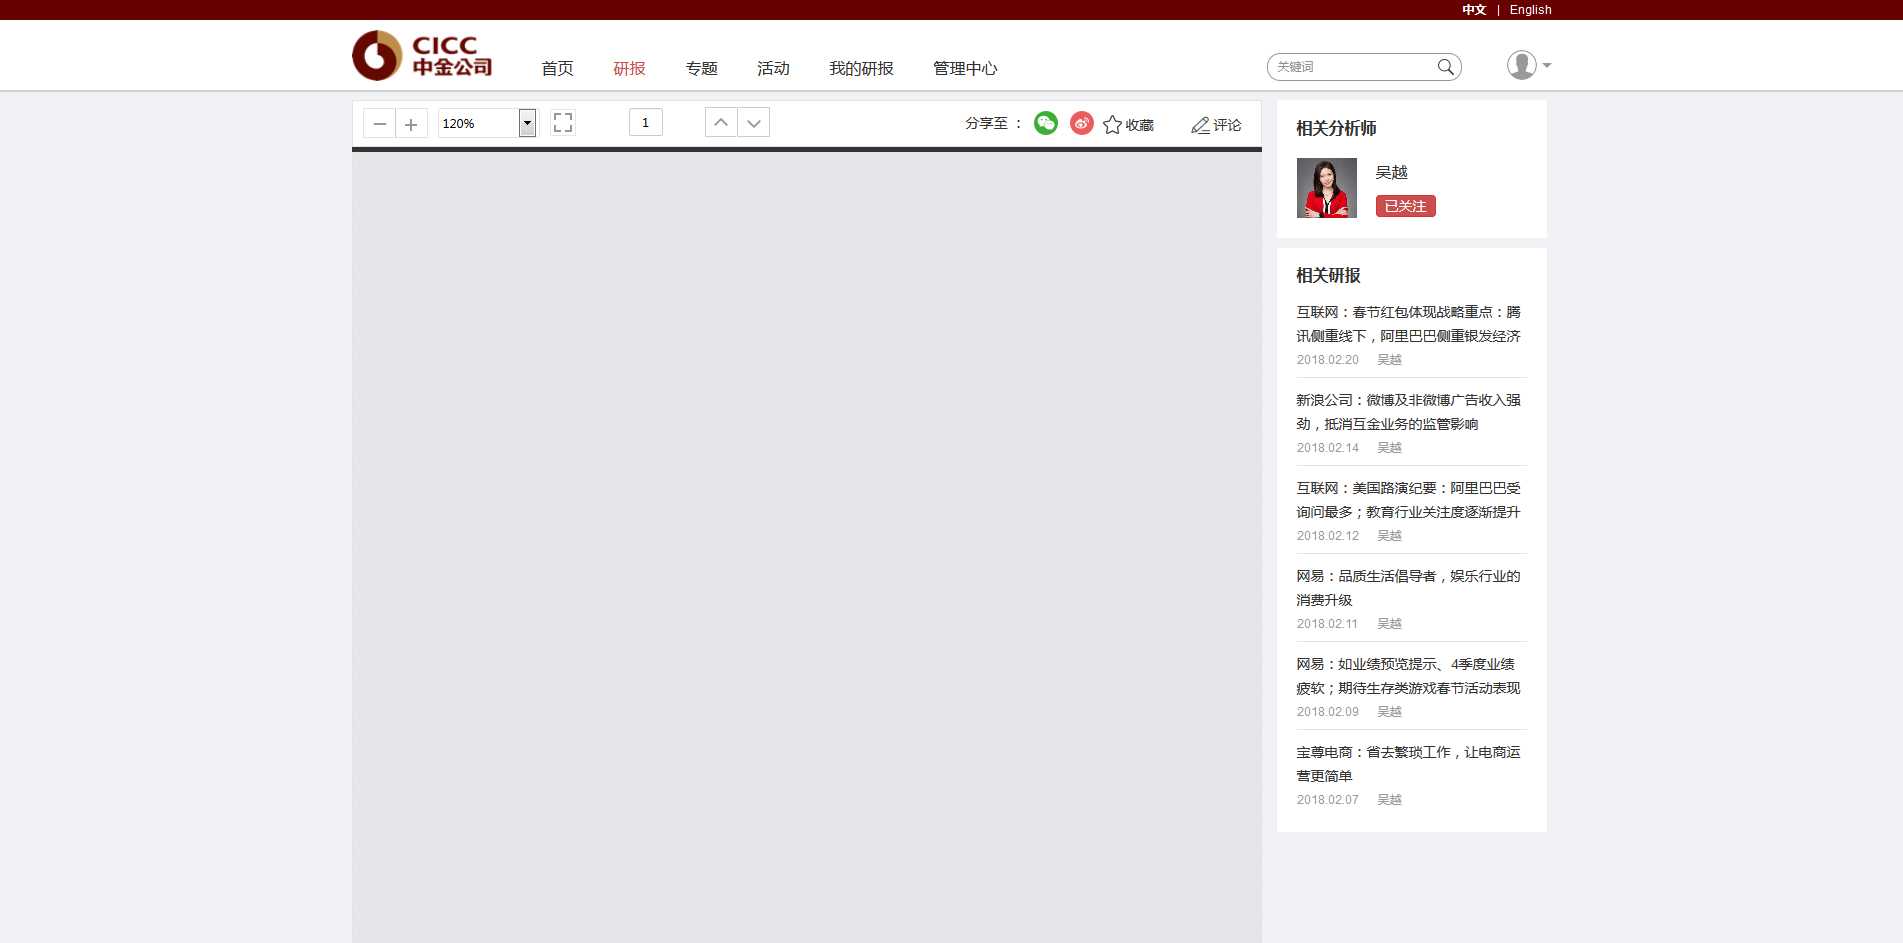 中文 | English
CICC
中金公司
首页 研报 专题 活动 我的研报 管理中心
关键词
120%
1
分享至 : 收藏 评论
相关分析师
吴越
已关注
相关研报
互联网：春节红包体现战略重点：腾
讯侧重线下，阿里巴巴侧重银发经济
2018.02.20 吴越
新浪公司：微博及非微博广告收入强
劲，抵消互金业务的监管影响
2018.02.14 吴越
互联网：美国路演纪要：阿里巴巴受
询问最多；教育行业关注度逐渐提升
2018.02.12 吴越
网易：品质生活倡导者，娱乐行业的
消费升级
2018.02.11 吴越
网易：如业绩预览提示、4季度业绩
疲软；期待生存类游戏春节活动表现
2018.02.09 吴越
宝尊电商：省去繁琐工作，让电商运
营更简单
2018.02.07 吴越